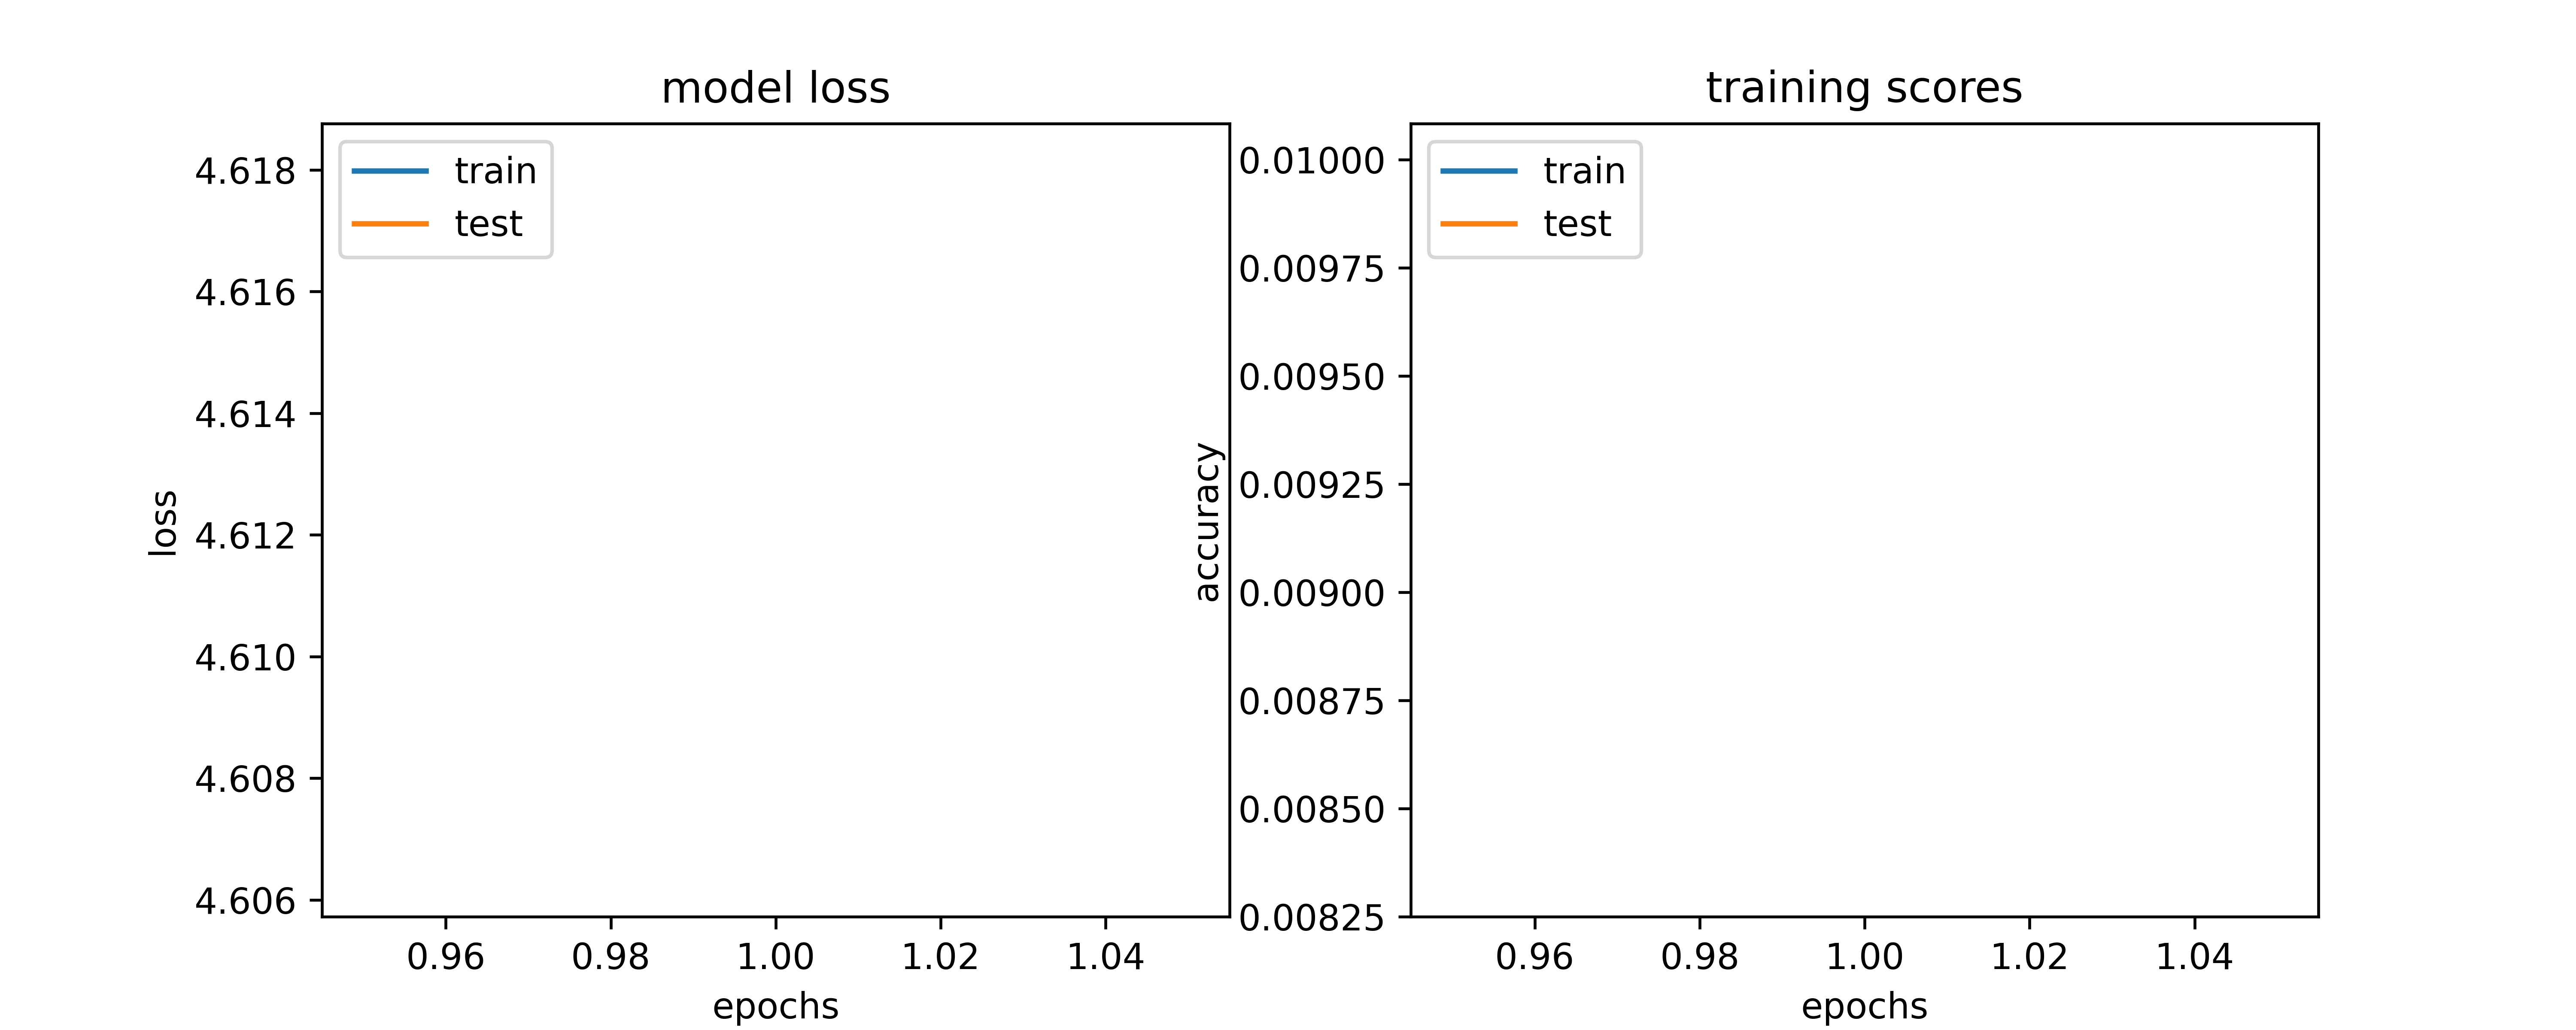 model loss
train
test
4.618
4.616
4.614
4.612
4.610
4.608
4.606
loss
0.96 0.98 1.00 1.02 1.04
epochs
training scores
train
test
0.01000
0.00975
0.00950
0.00925
0.00900
0.00875
0.00850
0.00825
accuracy
0.96 0.98 1.00 1.02 1.04
epochs